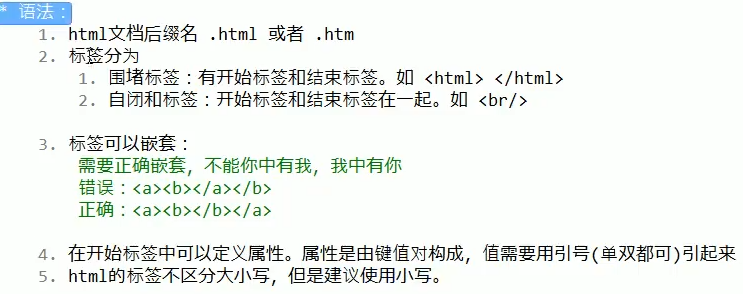 * 语法：
1. html文档后缀名 .html 或者 .htm
2. 标签分为
1. 围堵标签：有开始标签和结束标签。如 <html> </html>
2. 自闭和标签：开始标签和结束标签在一起。如 <br/>
3. 标签可以嵌套：
需要正确嵌套，不能你中有我，我中有你
错误：<a><b></a></b>
正确：<a><b></b></a>
4. 在开始标签中可以定义属性。属性是由键值对构成，值需要用引号(单双都可)引起来
5. html的标签不区分大小写，但是建议使用小写。